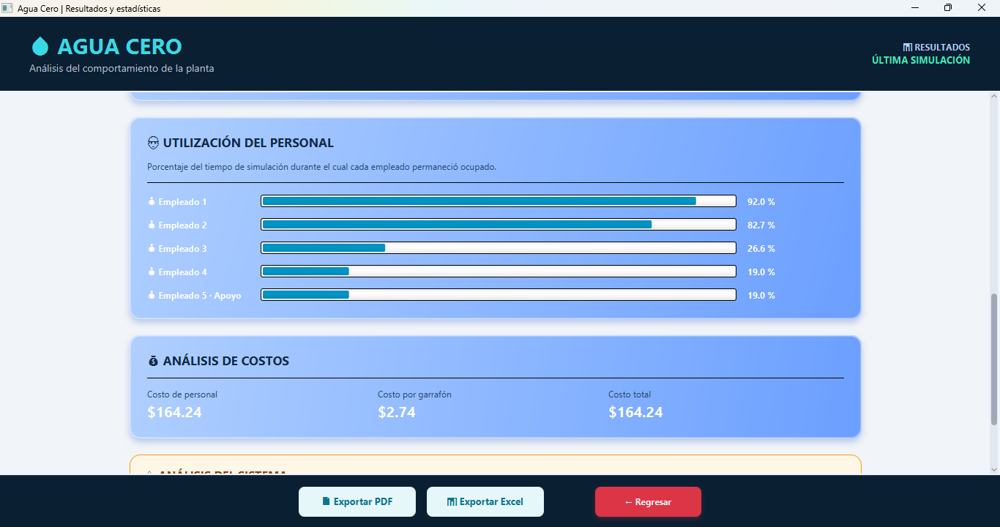 Agua Cero | Resultados y estadísticas
AGUA CERO
Análisis del comportamiento de la planta
RESULTADOS
ÚLTIMA SIMULACIÓN
UTILIZACIÓN DEL PERSONAL
Porcentaje del tiempo de simulación durante el cual cada empleado permaneció ocupado.
Empleado 1 92.0 %
Empleado 2 82.7 %
Empleado 3 26.6 %
Empleado 4 19.0 %
Empleado 5 · Apoyo 19.0 %
ANÁLISIS DE COSTOS
Costo de personal Costo por garrafón Costo total
$164.24 $2.74 $164.24
ANÁLISIS DEL SISTEMA
Exportar PDF Exportar Excel ← Regresar